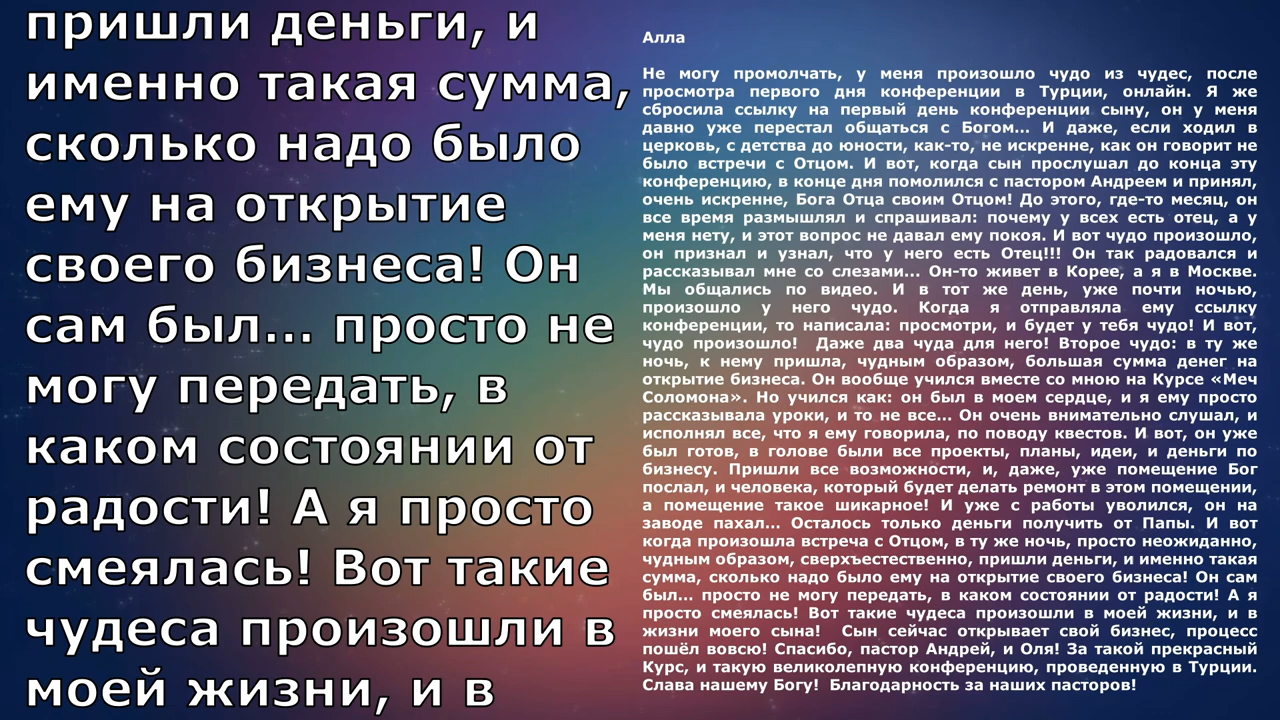 пришли деньги, и
именно такая сумма,
сколько надо было
ему на открытие
своего бизнеса! Он
сам был... просто не
могу передать, в
каком состоянии от
радости! А я просто
смеялась! Вот такие
чудеса произошли в
моей жизни, и в
Алла
Не могу промолчать, у меня произошло чудо из чудес, после
просмотра первого дня конференции в Турции, онлайн. Я же
сбросила ссылку на первый день конференции сыну, он у меня
давно уже перестал общаться с Богом... И даже, если ходил в
церковь, с детства до юности, как-то, не искренне, как он говорит не
было встречи с Отцом. И вот, когда сын прослушал до конца эту
конференцию, в конце дня помолился с пастором Андреем и принял,
очень искренне, Бога Отца своим Отцом! До этого, где-то месяц, он
все время размышлял и спрашивал: почему у всех есть отец, а у
меня нету, и этот вопрос не давал ему покоя. И вот чудо произошло,
он признал и узнал, что у него есть Отец!!! Он так радовался и
рассказывал мне со слезами... Он-то живет в Корее, а я в Москве.
Мы общались по видео. И в тот же день, уже почти ночью,
произошло у него чудо. Когда я отправляла ему ссылку
конференции, то написала: просмотри, и будет у тебя чудо! И вот,
чудо произошло! Даже два чуда для него! Второе чудо: в ту же
ночь, к нему пришла, чудным образом, большая сумма денег на
открытие бизнеса. Он вообще учился вместе со мною на Курсе «Меч
Соломона». Но учился как: он был в моем сердце, и я ему просто
рассказывала уроки, и то не все... Он очень внимательно слушал, и
исполнял все, что я ему говорила, по поводу квестов. И вот, он уже
был готов, в голове были все проекты, планы, идеи, и деньги по
бизнесу. Пришли все возможности, и, даже, уже помещение Бог
послал, и человека, который будет делать ремонт в этом помещении,
а помещение такое шикарное! И уже с работы уволился, он на
заводе пахал... Осталось только деньги получить от Папы. И вот
когда произошла встреча с Отцом, в ту же ночь, просто неожиданно,
чудным образом, сверхъестественно, пришли деньги, и именно такая
сумма, сколько надо было ему на открытие своего бизнеса! Он сам
был... просто не могу передать, в каком состоянии от радости! А я
просто смеялась! Вот такие чудеса произошли в моей жизни, и в
жизни моего сына! Сын сейчас открывает свой бизнес, процесс
пошёл вовсю! Спасибо, пастор Андрей, и Оля! За такой прекрасный
Курс, и такую великолепную конференцию, проведенную в Турции.
Слава нашему Богу! Благодарность за наших пасторов!